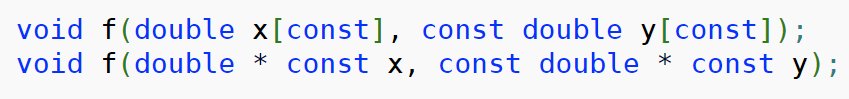 void f(double x[const], const double y[const]);
void f(double * const x, const double * const y);